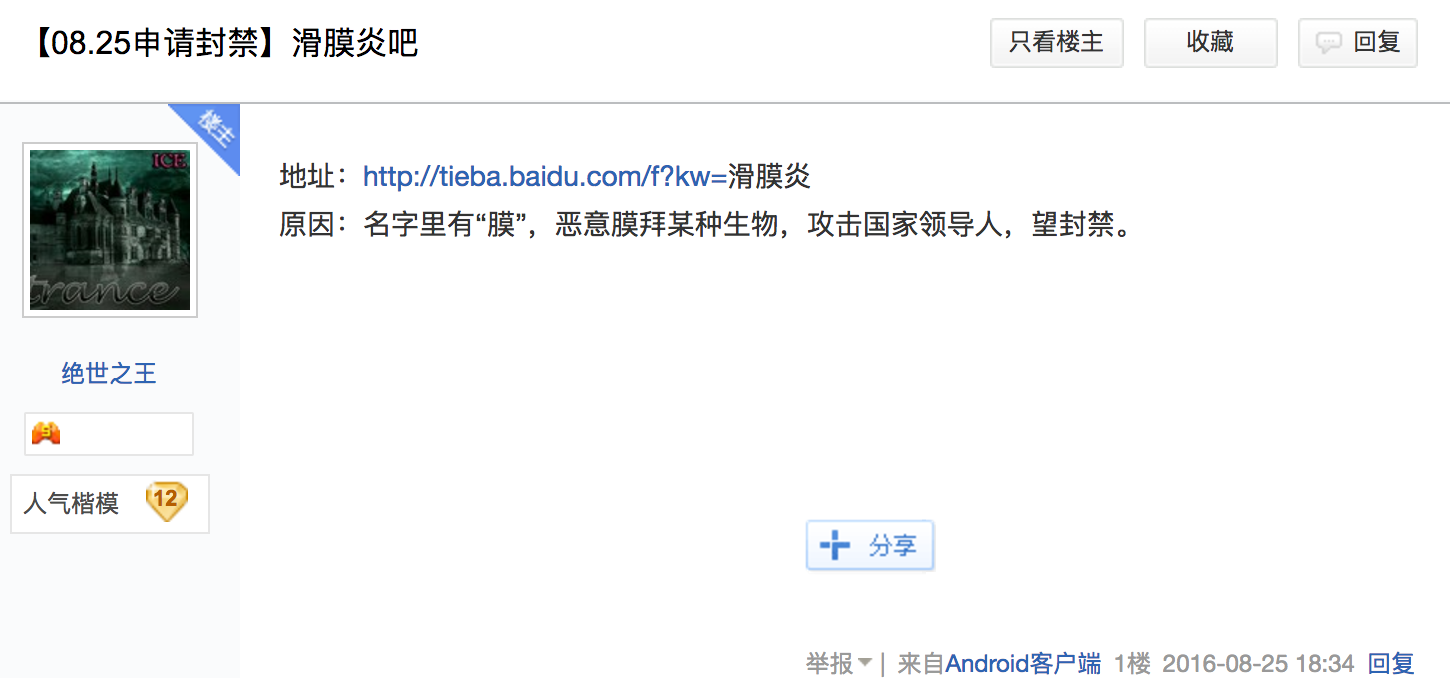 【08.25申请封禁】滑膜炎吧
只看楼主
收藏
回复
楼主
ICE
trance
绝世之王
9
人气楷模 12
地址：http://tieba.baidu.com/f?kw=滑膜炎
原因：名字里有“膜”，恶意膜拜某种生物，攻击国家领导人，望封禁。
分享
举报 | 来自Android客户端 1楼 2016-08-25 18:34 回复